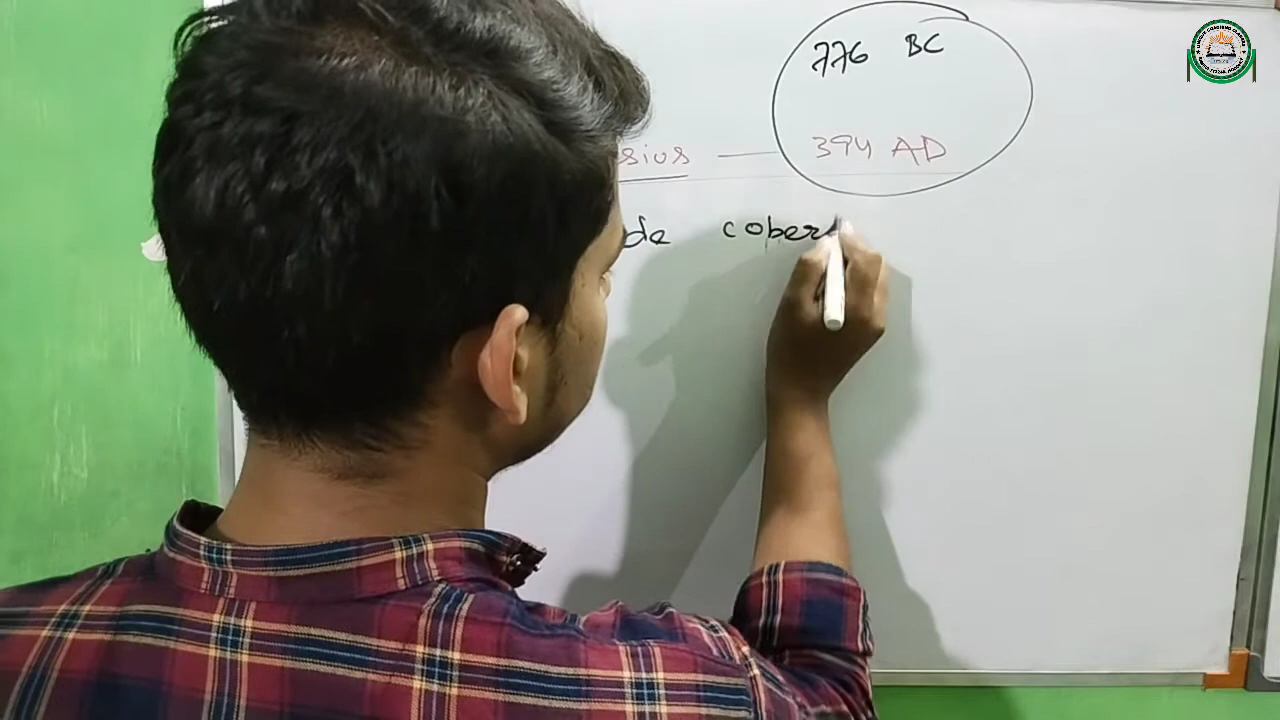 776 BC
sius — 394 AD
de cober